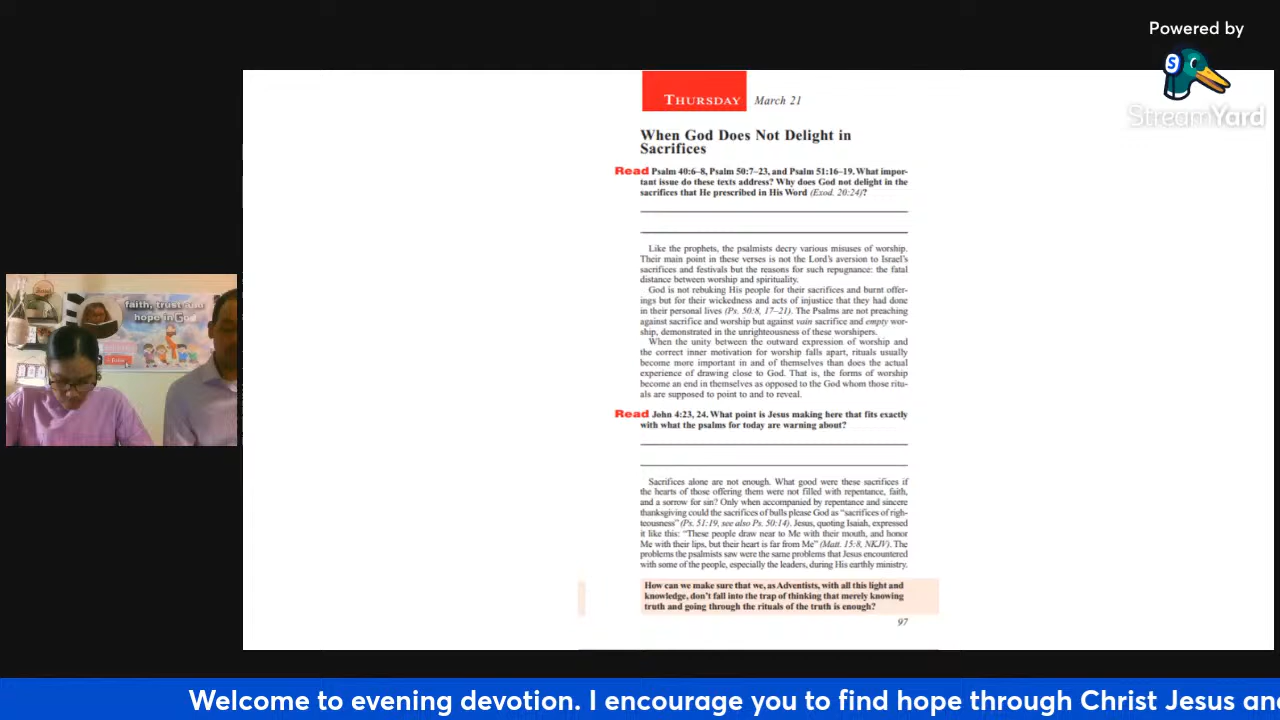 Powered by
S
StreamYard
THURSDAY March 21
When God Does Not Delight in
Sacrifices
Read Psalm 40:6–8, Psalm 50:7–23, and Psalm 51:16–19. What impor-
tant issue do these texts address? Why does God not delight in the
sacrifices that He prescribed in His Word (Exod. 20:24)?
Like the prophets, the psalmists decry various misuses of worship.
Their main point in these verses is not the Lord's aversion to Israel's
sacrifices and festivals but the reasons for such repugnance: the fatal
distance between worship and spirituality.
God is not rebuking His people for their sacrifices and burnt offer-
ings but for their wickedness and acts of injustice that they had done
in their personal lives (Ps. 50:8, 17–21). The Psalms are not preaching
against sacrifice and worship but against vain sacrifice and empty wor-
ship, demonstrated in the unrighteousness of these worshipers.
When the unity between the outward expression of worship and
the correct inner motivation for worship falls apart, rituals usually
become more important in and of themselves than does the actual
experience of drawing close to God. That is, the forms of worship
become an end in themselves as opposed to the God whom those ritu-
als are supposed to point to and to reveal.
Read John 4:23, 24. What point is Jesus making here that fits exactly
with what the psalms for today are warning about?
Sacrifices alone are not enough. What good were these sacrifices if
the hearts of those offering them were not filled with repentance, faith,
and a sorrow for sin? Only when accompanied by repentance and sincere
thanksgiving could the sacrifices of bulls please God as "sacrifices of righ-
teousness" (Ps. 51:19, see also Ps. 50:14). Jesus, quoting Isaiah, expressed
it like this: "These people draw near to Me with their mouth, and honor
Me with their lips, but their heart is far from Me" (Matt. 15:8, NKJV). The
problems the psalmists saw were the same problems that Jesus encountered
with some of the people, especially the leaders, during His earthly ministry.
How can we make sure that we, as Adventists, with all this light and
knowledge, don't fall into the trap of thinking that merely knowing
truth and going through the rituals of the truth is enough?
97
faith, trust and
hope in God
Welcome to evening devotion. I encourage you to find hope through Christ Jesus an